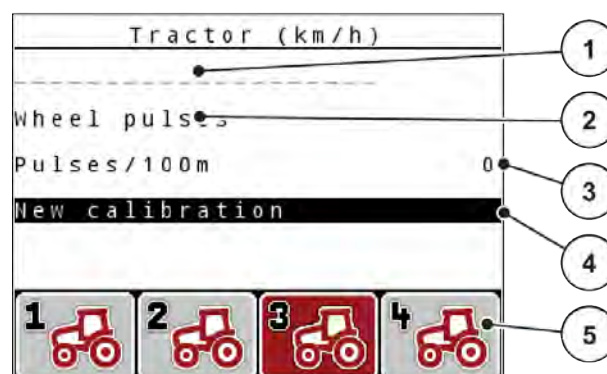 Tractor (km/h)
1
Wheel pulses
2
Pulses/100m 0
3
New calibration
4
1 2 3 4
5